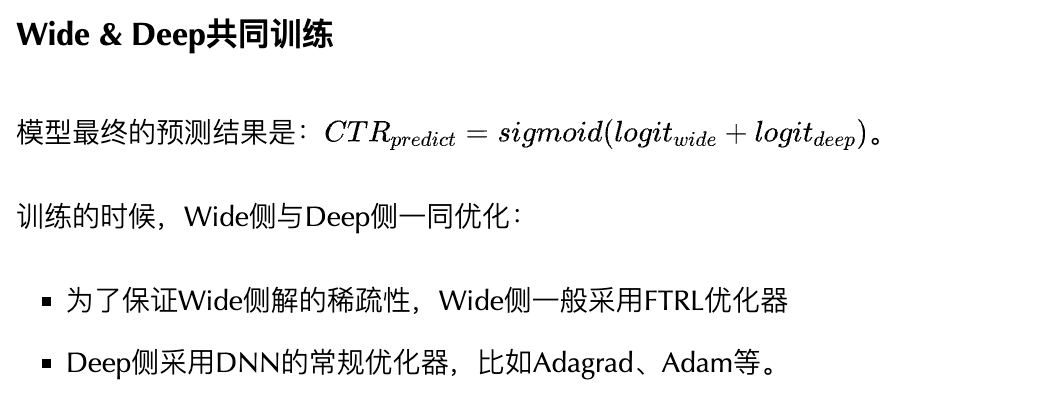 Wide & Deep共同训练
模型最终的预测结果是：CTR_{predict} = sigmoid(logit_{wide} + logit_{deep})。
训练的时候，Wide侧与Deep侧一同优化：
▪ 为了保证Wide侧解的稀疏性，Wide侧一般采用FTRL优化器
▪ Deep侧采用DNN的常规优化器，比如Adagrad、Adam等。